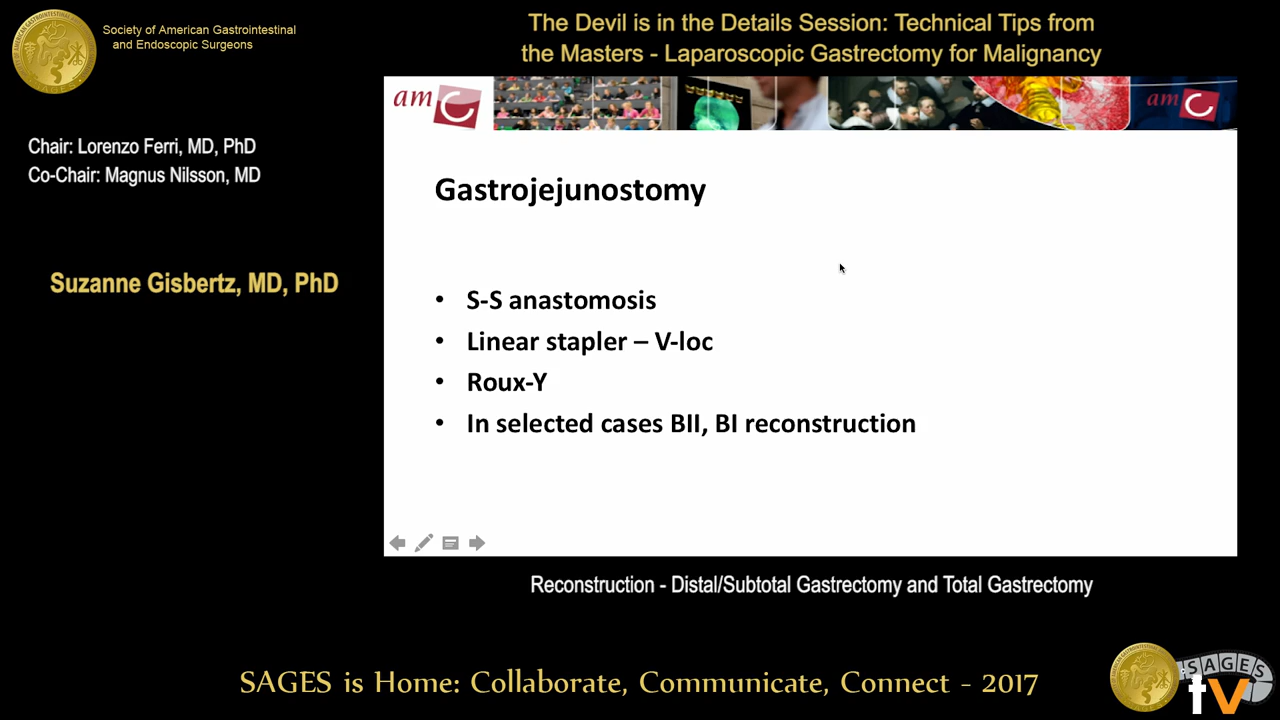 Society of American Gastrointestinal
and Endoscopic Surgeons
The Devil is in the Details Session: Technical Tips from
the Masters - Laparoscopic Gastrectomy for Malignancy
Chair: Lorenzo Ferri, MD, PhD
Co-Chair: Magnus Nilsson, MD
Suzanne Gisbertz, MD, PhD
amc
amc
Gastrojejunostomy
• S-S anastomosis
• Linear stapler – V-loc
• Roux-Y
• In selected cases BII, BI reconstruction
Reconstruction - Distal/Subtotal Gastrectomy and Total Gastrectomy
SAGES is Home: Collaborate, Communicate, Connect - 2017
SAGES
tv